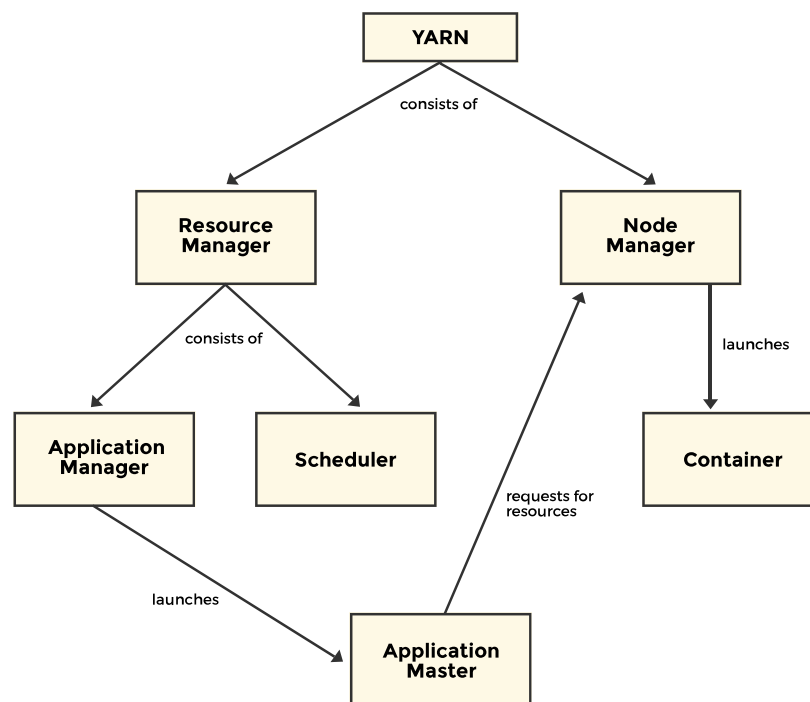 YARN
consists of
Resource
Manager
Node
Manager
consists of
launches
Application
Manager
Scheduler
Container
requests for
resources
launches
Application
Master